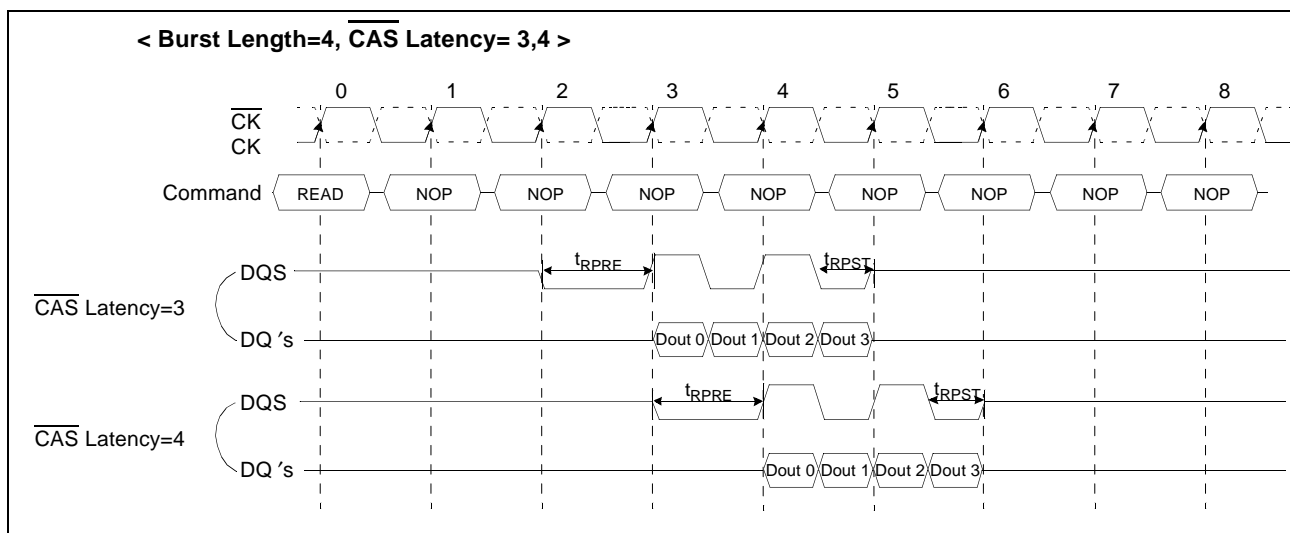 < Burst Length=4, CAS Latency= 3,4 >
0 1 2 3 4 5 6 7 8
CK
CK
Command READ NOP NOP NOP NOP NOP NOP NOP NOP
DQS tRPRE tRPST
CAS Latency=3
DQ ′s Dout 0 Dout 1 Dout 2 Dout 3
DQS tRPRE tRPST
CAS Latency=4
DQ ′s Dout 0 Dout 1 Dout 2 Dout 3